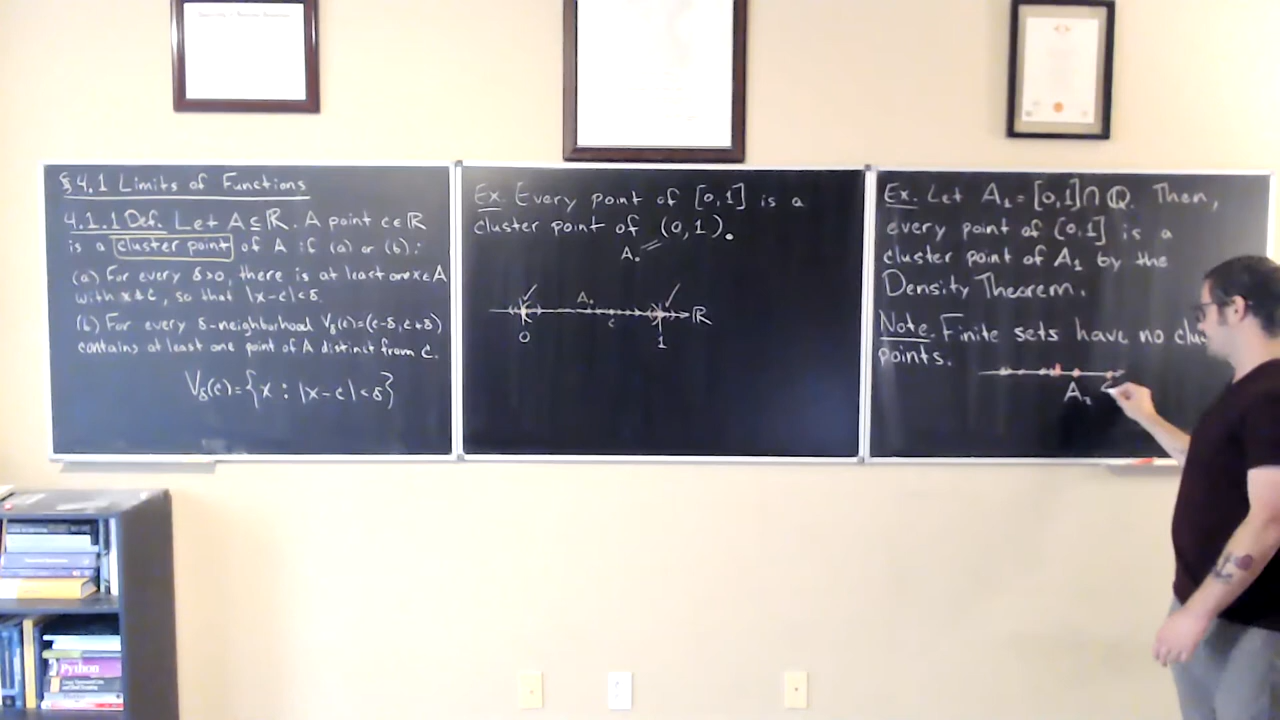 §4.1 Limits of Functions
4.1.1 Def. Let A⊆ℝ. A point c∈ℝ
is a cluster point of A if (a) or (b):
(a) For every δ>0, there is at least one x∈A
with x≠c, so that |x-c|<δ.
(b) For every δ-neighborhood V_δ(c)=(c-δ,c+δ)
contains at least one point of A distinct from c.
V_δ(c)={x : |x-c|<δ}
Ex. Every point of [0,1] is a
cluster point of (0,1).
A₀
A₀
ℝ
c
0
1
Ex. Let A₁=[0,1]∩ℚ. Then,
every point of [0,1] is a
cluster point of A₁ by the
Density Theorem.
Note. Finite sets have no
points.
A₂
Python